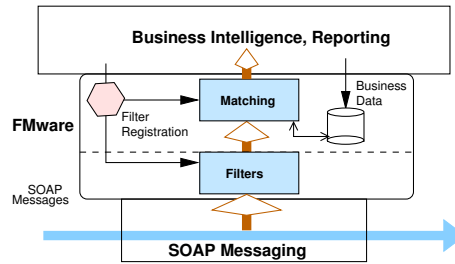 Business Intelligence, Reporting
Business
Data
Matching
Filter
Registration
FMware
Filters
SOAP
Messages
SOAP Messaging